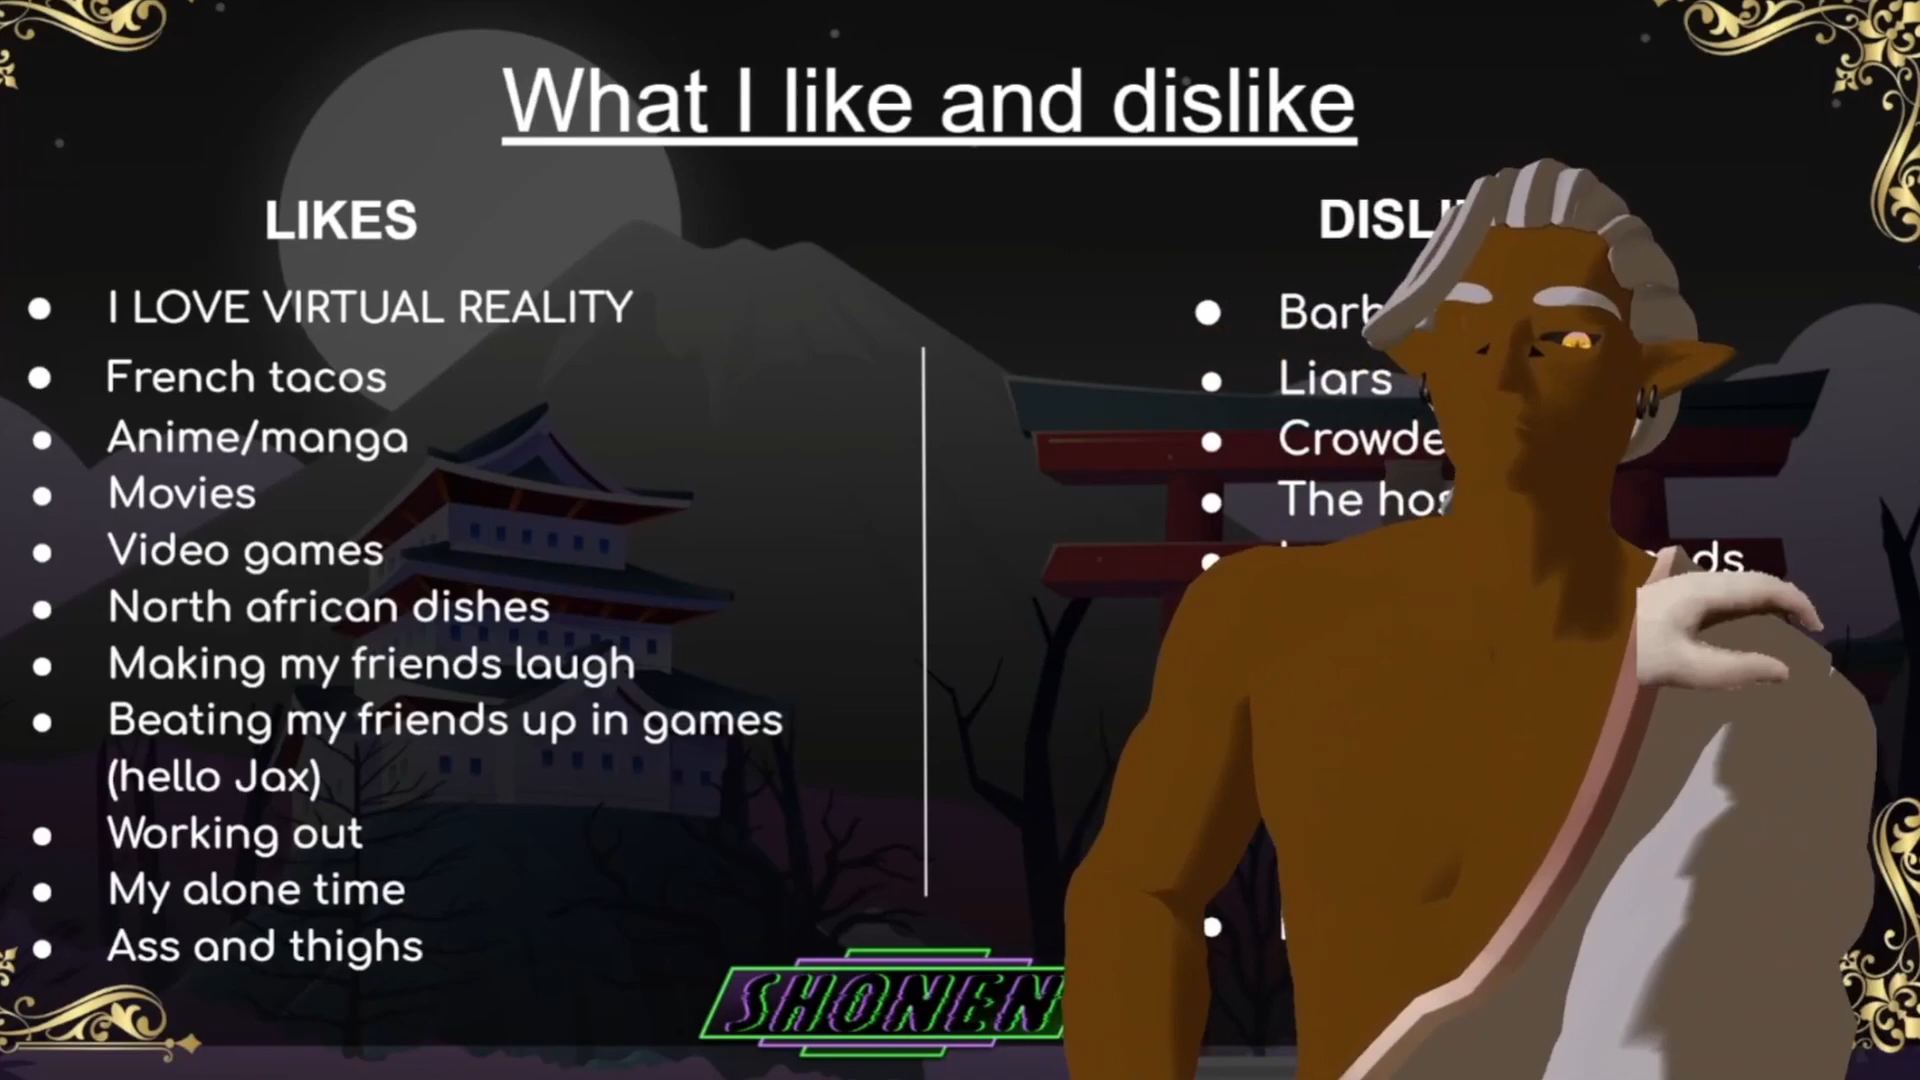 What I like and dislike
LIKES
I LOVE VIRTUAL REALITY
French tacos
Anime/manga
Movies
Video games
North african dishes
Making my friends laugh
Beating my friends up in games
(hello Jax)
Working out
My alone time
Ass and thighs
Liars
The
SHONEN